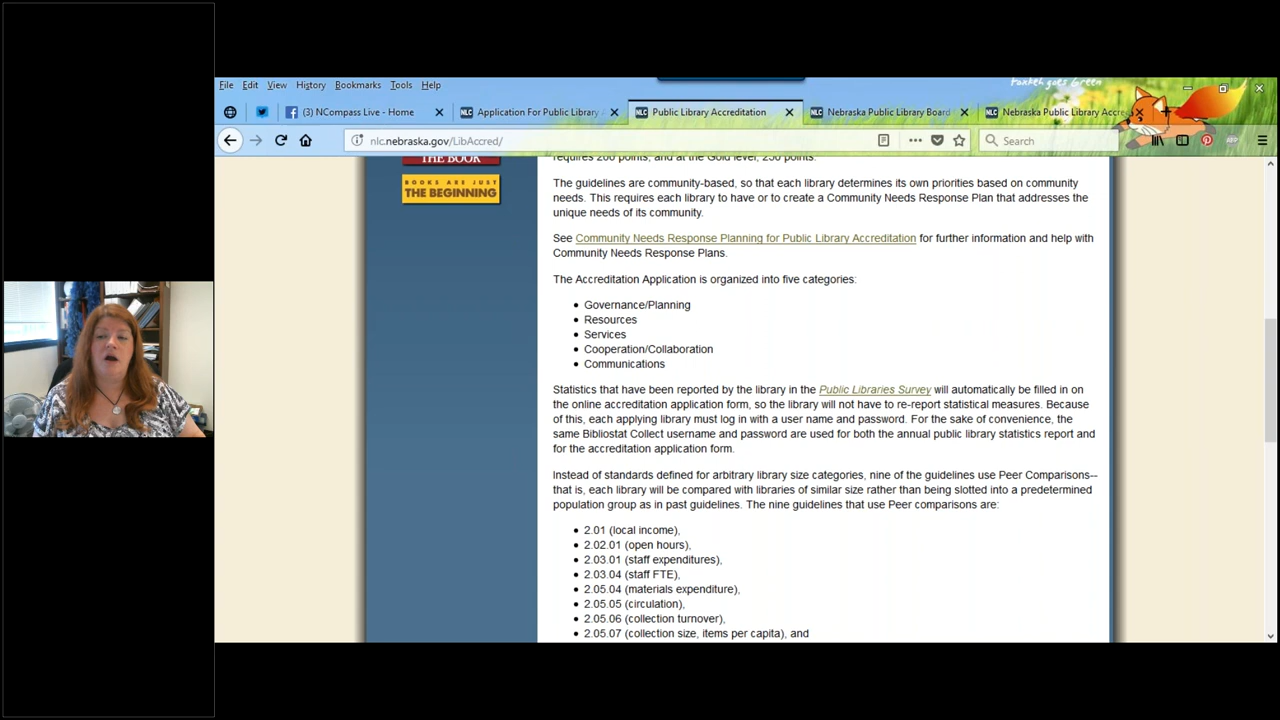 Foxkeh goes Green
File Edit View History Bookmarks Tools Help
f (3) NCompass Live - Home
NLC Application For Public Library
NLC Public Library Accreditation
NLC Nebraska Public Library Board
NLC Nebraska Public Library Accre
nlc.nebraska.gov/LibAccred/
Search
THE BOOK
BOOKS ARE JUST
THE BEGINNING
requires 200 points, and at the Gold level, 250 points.
The guidelines are community-based, so that each library determines its own priorities based on community
needs. This requires each library to have or to create a Community Needs Response Plan that addresses the
unique needs of its community.
See Community Needs Response Planning for Public Library Accreditation for further information and help with
Community Needs Response Plans.
The Accreditation Application is organized into five categories:
Governance/Planning
Resources
Services
Cooperation/Collaboration
Communications
Statistics that have been reported by the library in the Public Libraries Survey will automatically be filled in on
the online accreditation application form, so the library will not have to re-report statistical measures. Because
of this, each applying library must log in with a user name and password. For the sake of convenience, the
same Bibliostat Collect username and password are used for both the annual public library statistics report and
for the accreditation application form.
Instead of standards defined for arbitrary library size categories, nine of the guidelines use Peer Comparisons--
that is, each library will be compared with libraries of similar size rather than being slotted into a predetermined
population group as in past guidelines. The nine guidelines that use Peer comparisons are:
2.01 (local income),
2.02.01 (open hours),
2.03.01 (staff expenditures),
2.03.04 (staff FTE),
2.05.04 (materials expenditure),
2.05.05 (circulation),
2.05.06 (collection turnover),
2.05.07 (collection size, items per capita), and